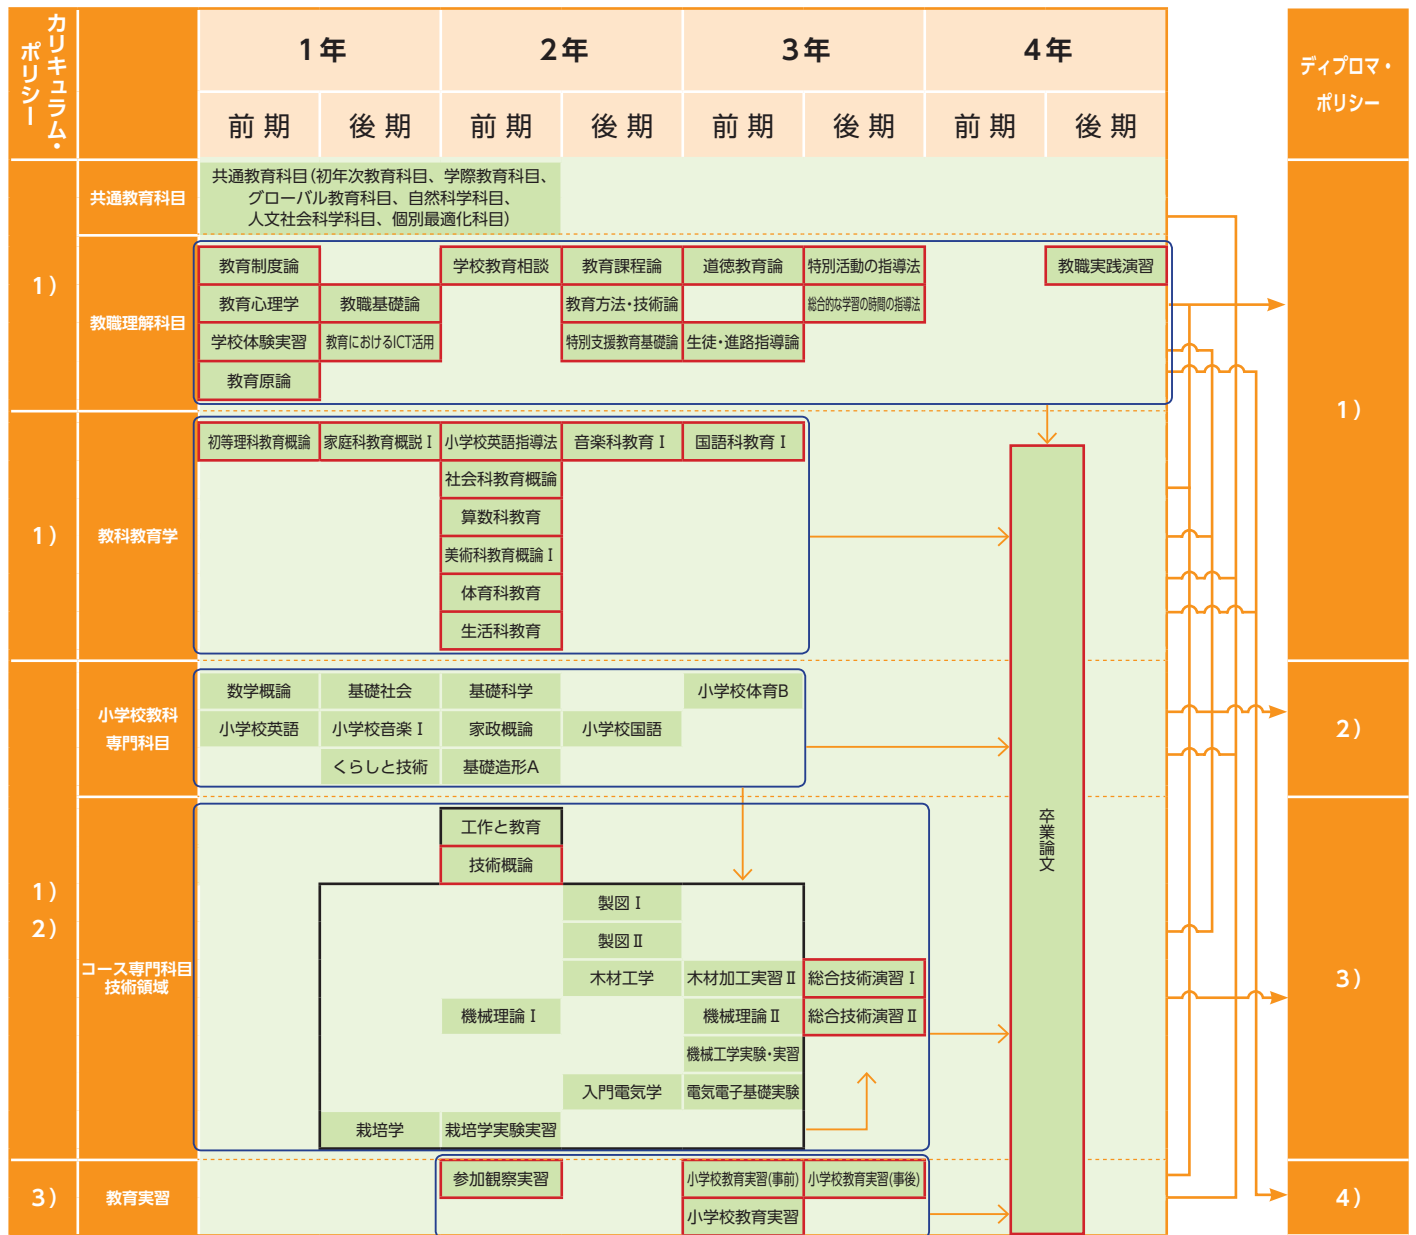 カリキュラム・
ポリシー
1年
2年
3年
4年
ディプロマ・
ポリシー
前 期
後 期
前 期
後 期
前 期
後 期
前 期
後 期
1）
共通教育科目
共通教育科目（初年次教育科目、学際教育科目、
グローバル教育科目、自然科学科目、
人文社会科学科目、個別最適化科目）
教職理解科目
教育制度論
学校教育相談
教育課程論
道徳教育論
特別活動の指導法
教職実践演習
教育心理学
教職基礎論
教育方法・技術論
総合的な学習の時間の指導法
学校体験実習
教育におけるICT活用
特別支援教育基礎論
生徒・進路指導論
教育原論
1）
1）
教科教育学
初等理科教育概論
家庭科教育概説Ⅰ
小学校英語指導法
音楽科教育Ⅰ
国語科教育Ⅰ
社会科教育概論
算数科教育
美術科教育概論Ⅰ
体育科教育
生活科教育
小学校教科
専門科目
数学概論
基礎社会
基礎科学
小学校体育B
小学校英語
小学校音楽Ⅰ
家政概論
小学校国語
くらしと技術
基礎造形A
2）
1）
2）
コース専門科目
技術領域
工作と教育
技術概論
製図Ⅰ
製図Ⅱ
木材工学
木材加工実習Ⅱ
総合技術演習Ⅰ
機械理論Ⅰ
機械理論Ⅱ
総合技術演習Ⅱ
機械工学実験・実習
入門電気学
電気電子基礎実験
栽培学
栽培学実験実習
卒業論文
3）
3）
教育実習
参加観察実習
小学校教育実習(事前)
小学校教育実習(事後)
小学校教育実習
4）